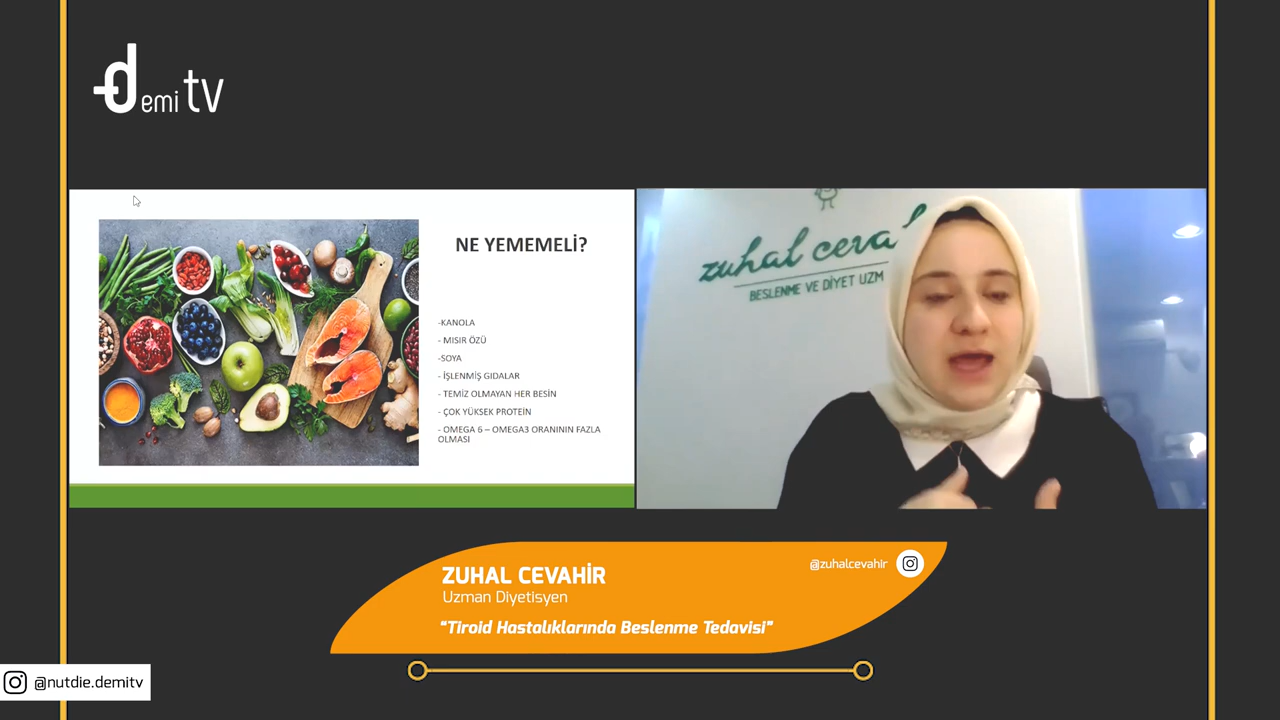 demi tv
NE YEMEMELİ?
-KANOLA
- MISIR ÖZÜ
-SOYA
- İŞLENMİŞ GIDALAR
- TEMİZ OLMAYAN HER BESİN
- ÇOK YÜKSEK PROTEİN
- OMEGA 6 – OMEGA3 ORANININ FAZLA
OLMASI
zuhal ceva
BESLENME VE DİYET UZM
ZUHAL CEVAHİR
@zuhalcevahir
Uzman Diyetisyen
“Tiroid Hastalıklarında Beslenme Tedavisi”
@nutdie.demitv